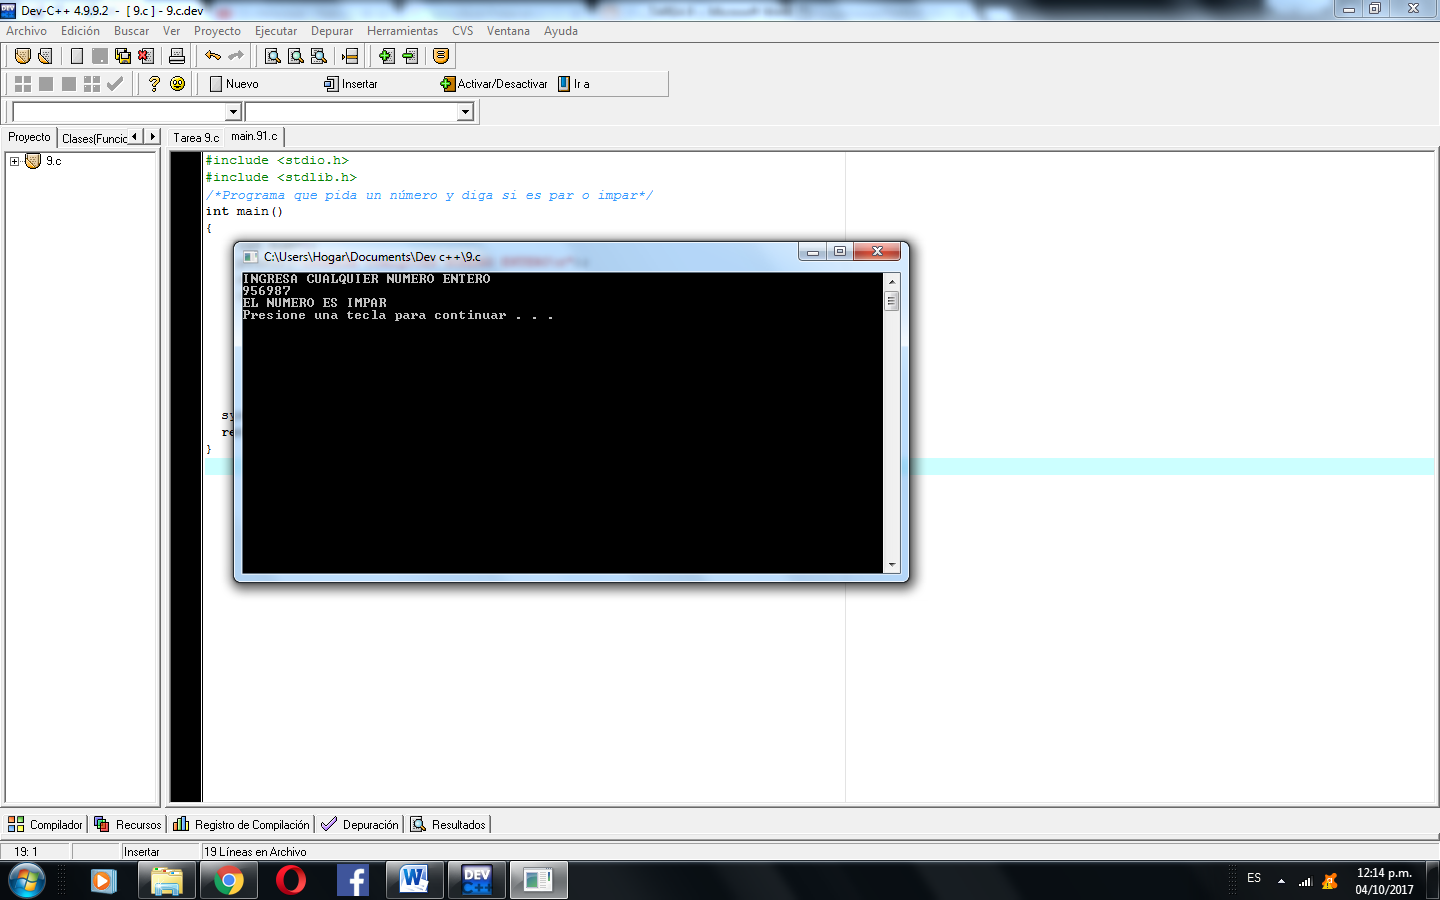 Dev-C++ 4.9.9.2 - [ 9.c ] - 9.c.dev
Archivo Edición Buscar Ver Proyecto Ejecutar Depurar Herramientas CVS Ventana Ayuda
Nuevo Insertar Activar/Desactivar Ir a
Proyecto Clases(Funcio Tarea 9.c main.91.c
9.c
#include <stdio.h>
#include <stdlib.h>
/*Programa que pida un número y diga si es par o impar*/
int main()
{
C:\Users\Hogar\Documents\Dev c++\9.c
INGRESA CUALQUIER NUMERO ENTERO
956987
EL NUMERO ES IMPAR
Presione una tecla para continuar . . .
sy
re
}
Compilador Recursos Registro de Compilación Depuración Resultados
19: 1 Insertar 19 Líneas en Archivo
ES 12:14 p.m.
04/10/2017